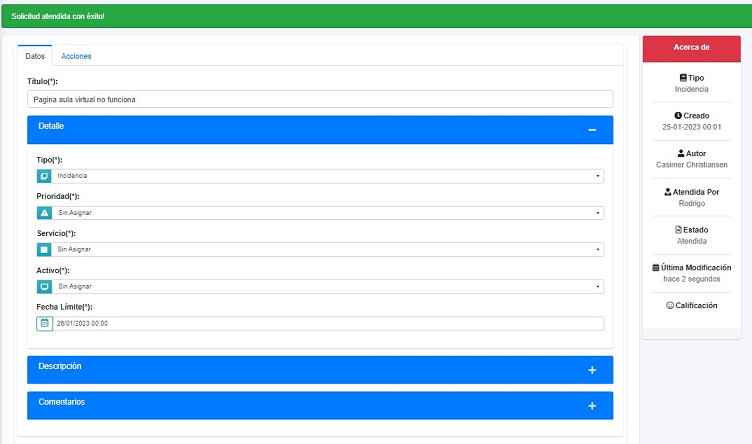 Solicitud atendida con éxito!
Datos Acciones
Título(*):
Pagina aula virtual no funciona
Detalle
Tipo(*):
Incidencia
Prioridad(*):
Sin Asignar
Servicio(*):
Sin Asignar
Activo(*):
Sin Asignar
Fecha Límite(*):
26/01/2023 00:00
Descripción
Comentarios
Acerca de
Tipo
Incidencia
Creado
25-01-2023 00:01
Autor
Casimer Christiansen
Atendida Por
Rodrigo
Estado
Atendida
Última Modificación
hace 2 segundos
Calificación